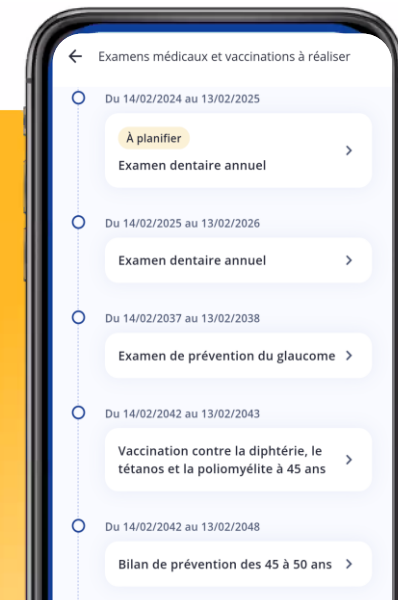 Examens médicaux et vaccinations à réaliser
Du 14/02/2024 au 13/02/2025
À planifier
Examen dentaire annuel
Du 14/02/2025 au 13/02/2026
Examen dentaire annuel
Du 14/02/2037 au 13/02/2038
Examen de prévention du glaucome
Du 14/02/2042 au 13/02/2043
Vaccination contre la diphtérie, le
tétanos et la poliomyélite à 45 ans
Du 14/02/2042 au 13/02/2048
Bilan de prévention des 45 à 50 ans